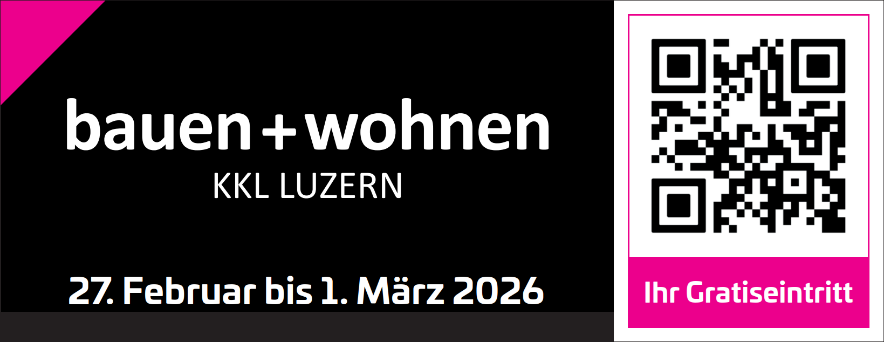 bauen+wohnen
KKL LUZERN
27. Februar bis 1. März 2026
Ihr Gratiseintritt